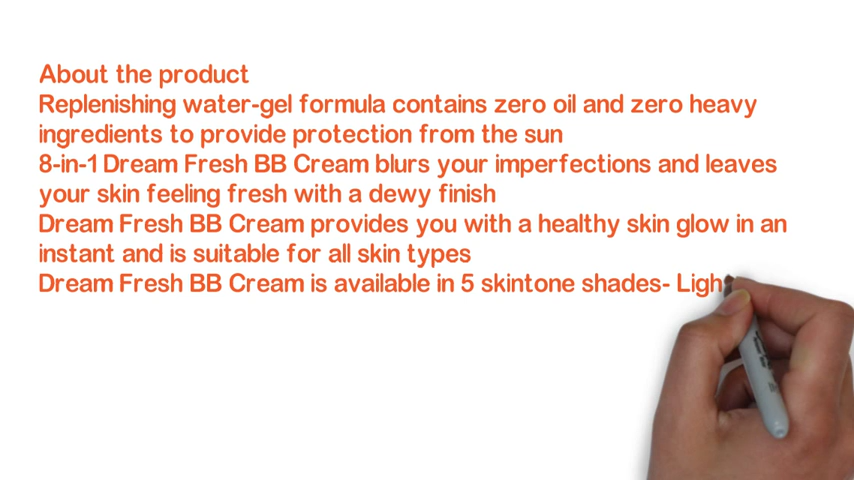 About the product
Replenishing water-gel formula contains zero oil and zero heavy
ingredients to provide protection from the sun
8-in-1 Dream Fresh BB Cream blurs your imperfections and leaves
your skin feeling fresh with a dewy finish
Dream Fresh BB Cream provides you with a healthy skin glow in an
instant and is suitable for all skin types
Dream Fresh BB Cream is available in 5 skintone shades- Ligh